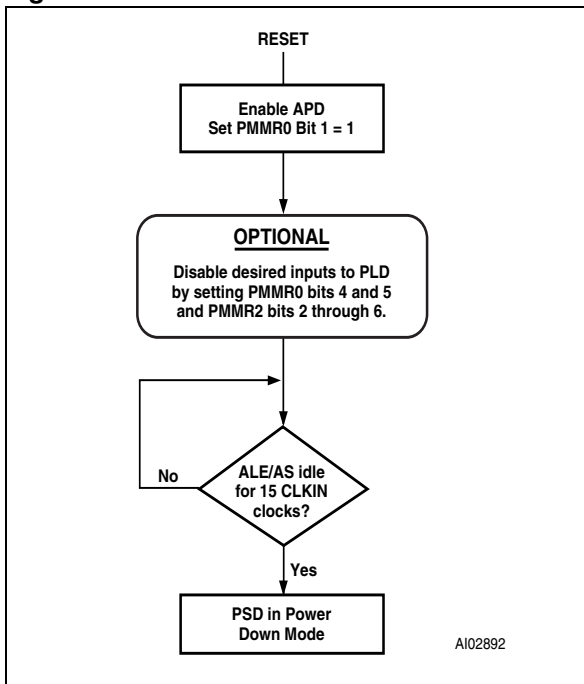 RESET
Enable APD
Set PMMR0 Bit 1 = 1
OPTIONAL
Disable desired inputs to PLD
by setting PMMR0 bits 4 and 5
and PMMR2 bits 2 through 6.
No
ALE/AS idle
for 15 CLKIN
clocks?
Yes
PSD in Power
Down Mode
AI02892